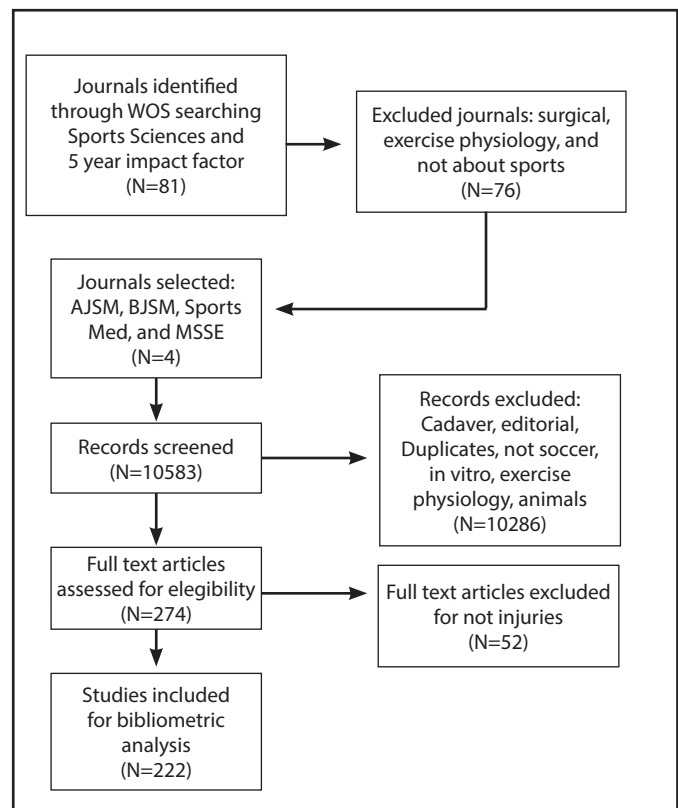 Journals identified
through WOS searching
Sports Sciences and
5 year impact factor
(N=81)
Excluded journals: surgical,
exercise physiology, and
not about sports
(N=76)
Journals selected:
AJSM, BJSM, Sports
Med, and MSSE
(N=4)
Records screened
(N=10583)
Records excluded:
Cadaver, editorial,
Duplicates, not soccer,
in vitro, exercise
physiology, animals
(N=10286)
Full text articles
assessed for elegibility
(N=274)
Full text articles excluded
for not injuries
(N=52)
Studies included
for bibliometric
analysis
(N=222)